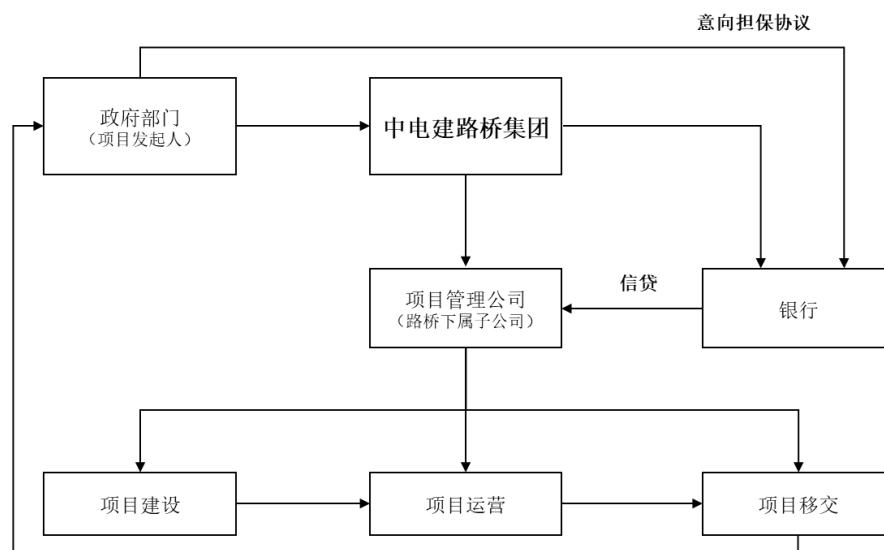 意向担保协议
政府部门
（项目发起人）
中电建路桥集团
项目管理公司
（路桥下属子公司）
信贷
银行
项目建设
项目运营
项目移交